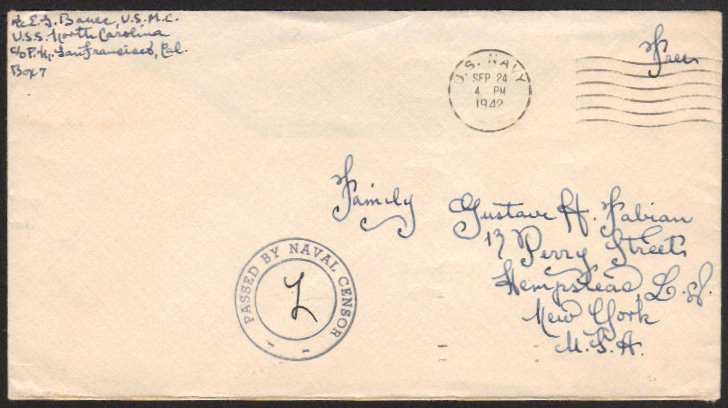 E. G. Bauer, U.S.M.C.
U.S.S. North Carolina
c/o P.M. San Francisco, Cal.
Box 7
Free
U.S. NAVY
SEP 24
4 PM
1942
Family Gustave H. Fabian
17 Perry Street
Hempstead, L.I.
New York
U.S.A.
PASSED BY NAVAL CENSOR
L